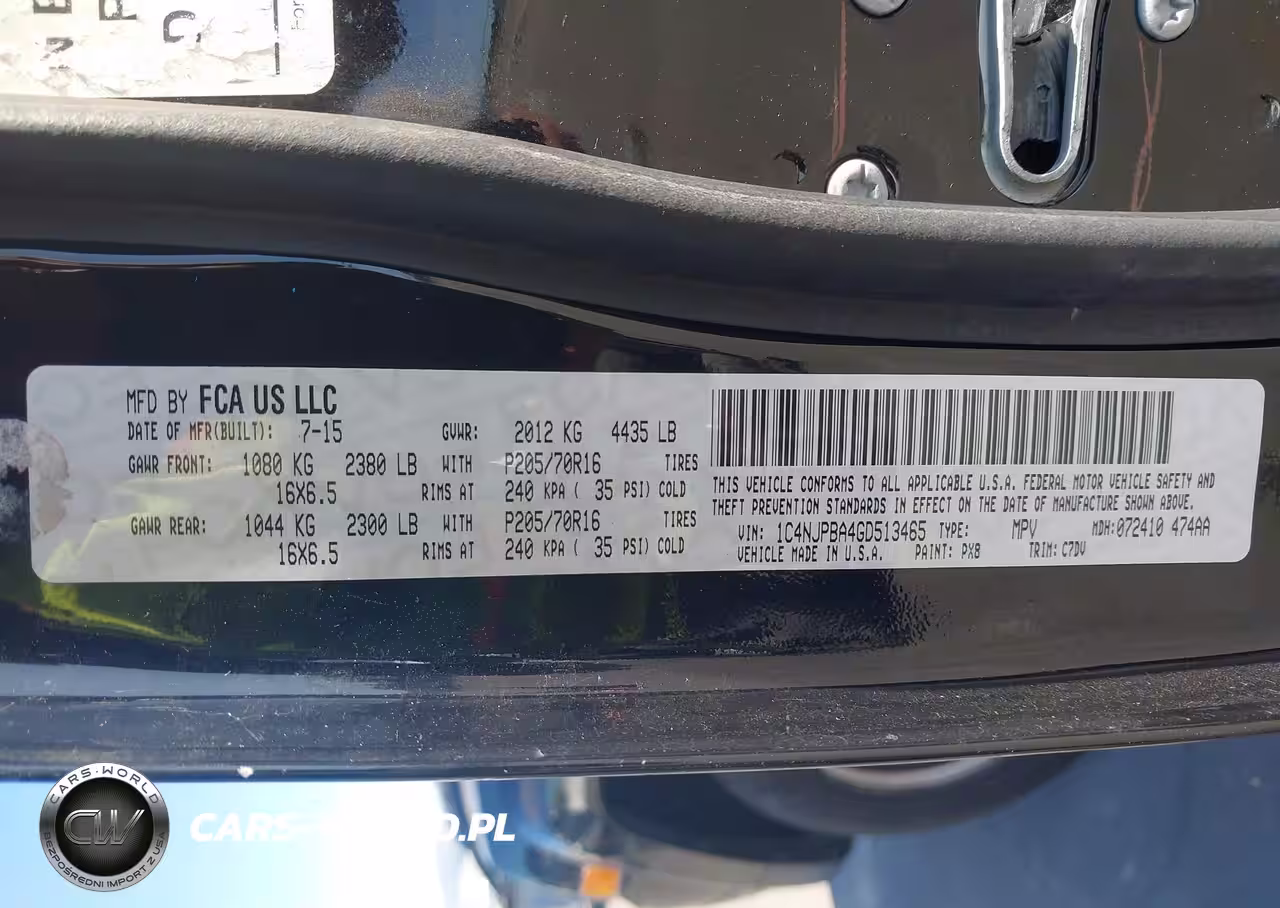 MFD BY FCA US LLC
DATE OF MFR(BUILT): 7-15 GVWR: 2012 KG 4435 LB
GAWR FRONT: 1080 KG 2380 LB WITH P205/70R16 TIRES
16X6.5 RIMS AT 240 KPA ( 35 PSI) COLD
GAWR REAR: 1044 KG 2300 LB WITH P205/70R16 TIRES
16X6.5 RIMS AT 240 KPA ( 35 PSI) COLD
THIS VEHICLE CONFORMS TO ALL APPLICABLE U.S.A. FEDERAL MOTOR VEHICLE SAFETY AND
THEFT PREVENTION STANDARDS IN EFFECT ON THE DATE OF MANUFACTURE SHOWN ABOVE.
VIN: 1C4NJPBA4GD513465 TYPE: MPV MDH: 072410 474AA
VEHICLE MADE IN U.S.A. PAINT: PX8 TRIM: C7DV
CARS-WORLD
CW
BEZPOŚREDNI IMPORT Z USA